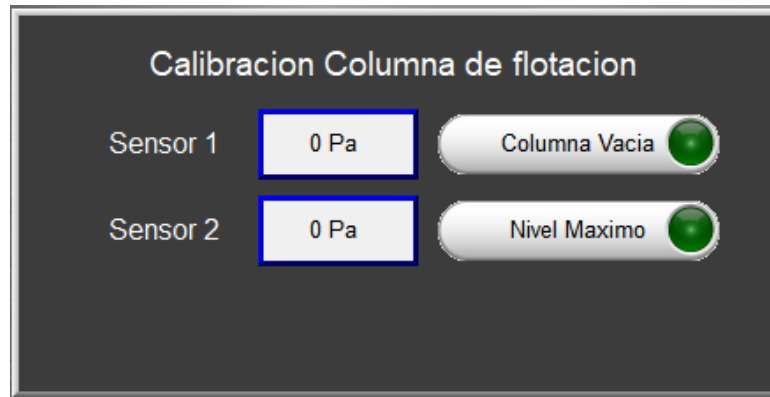 Calibracion Columna de flotacion
Sensor 1 0 Pa Columna Vacia
Sensor 2 0 Pa Nivel Maximo